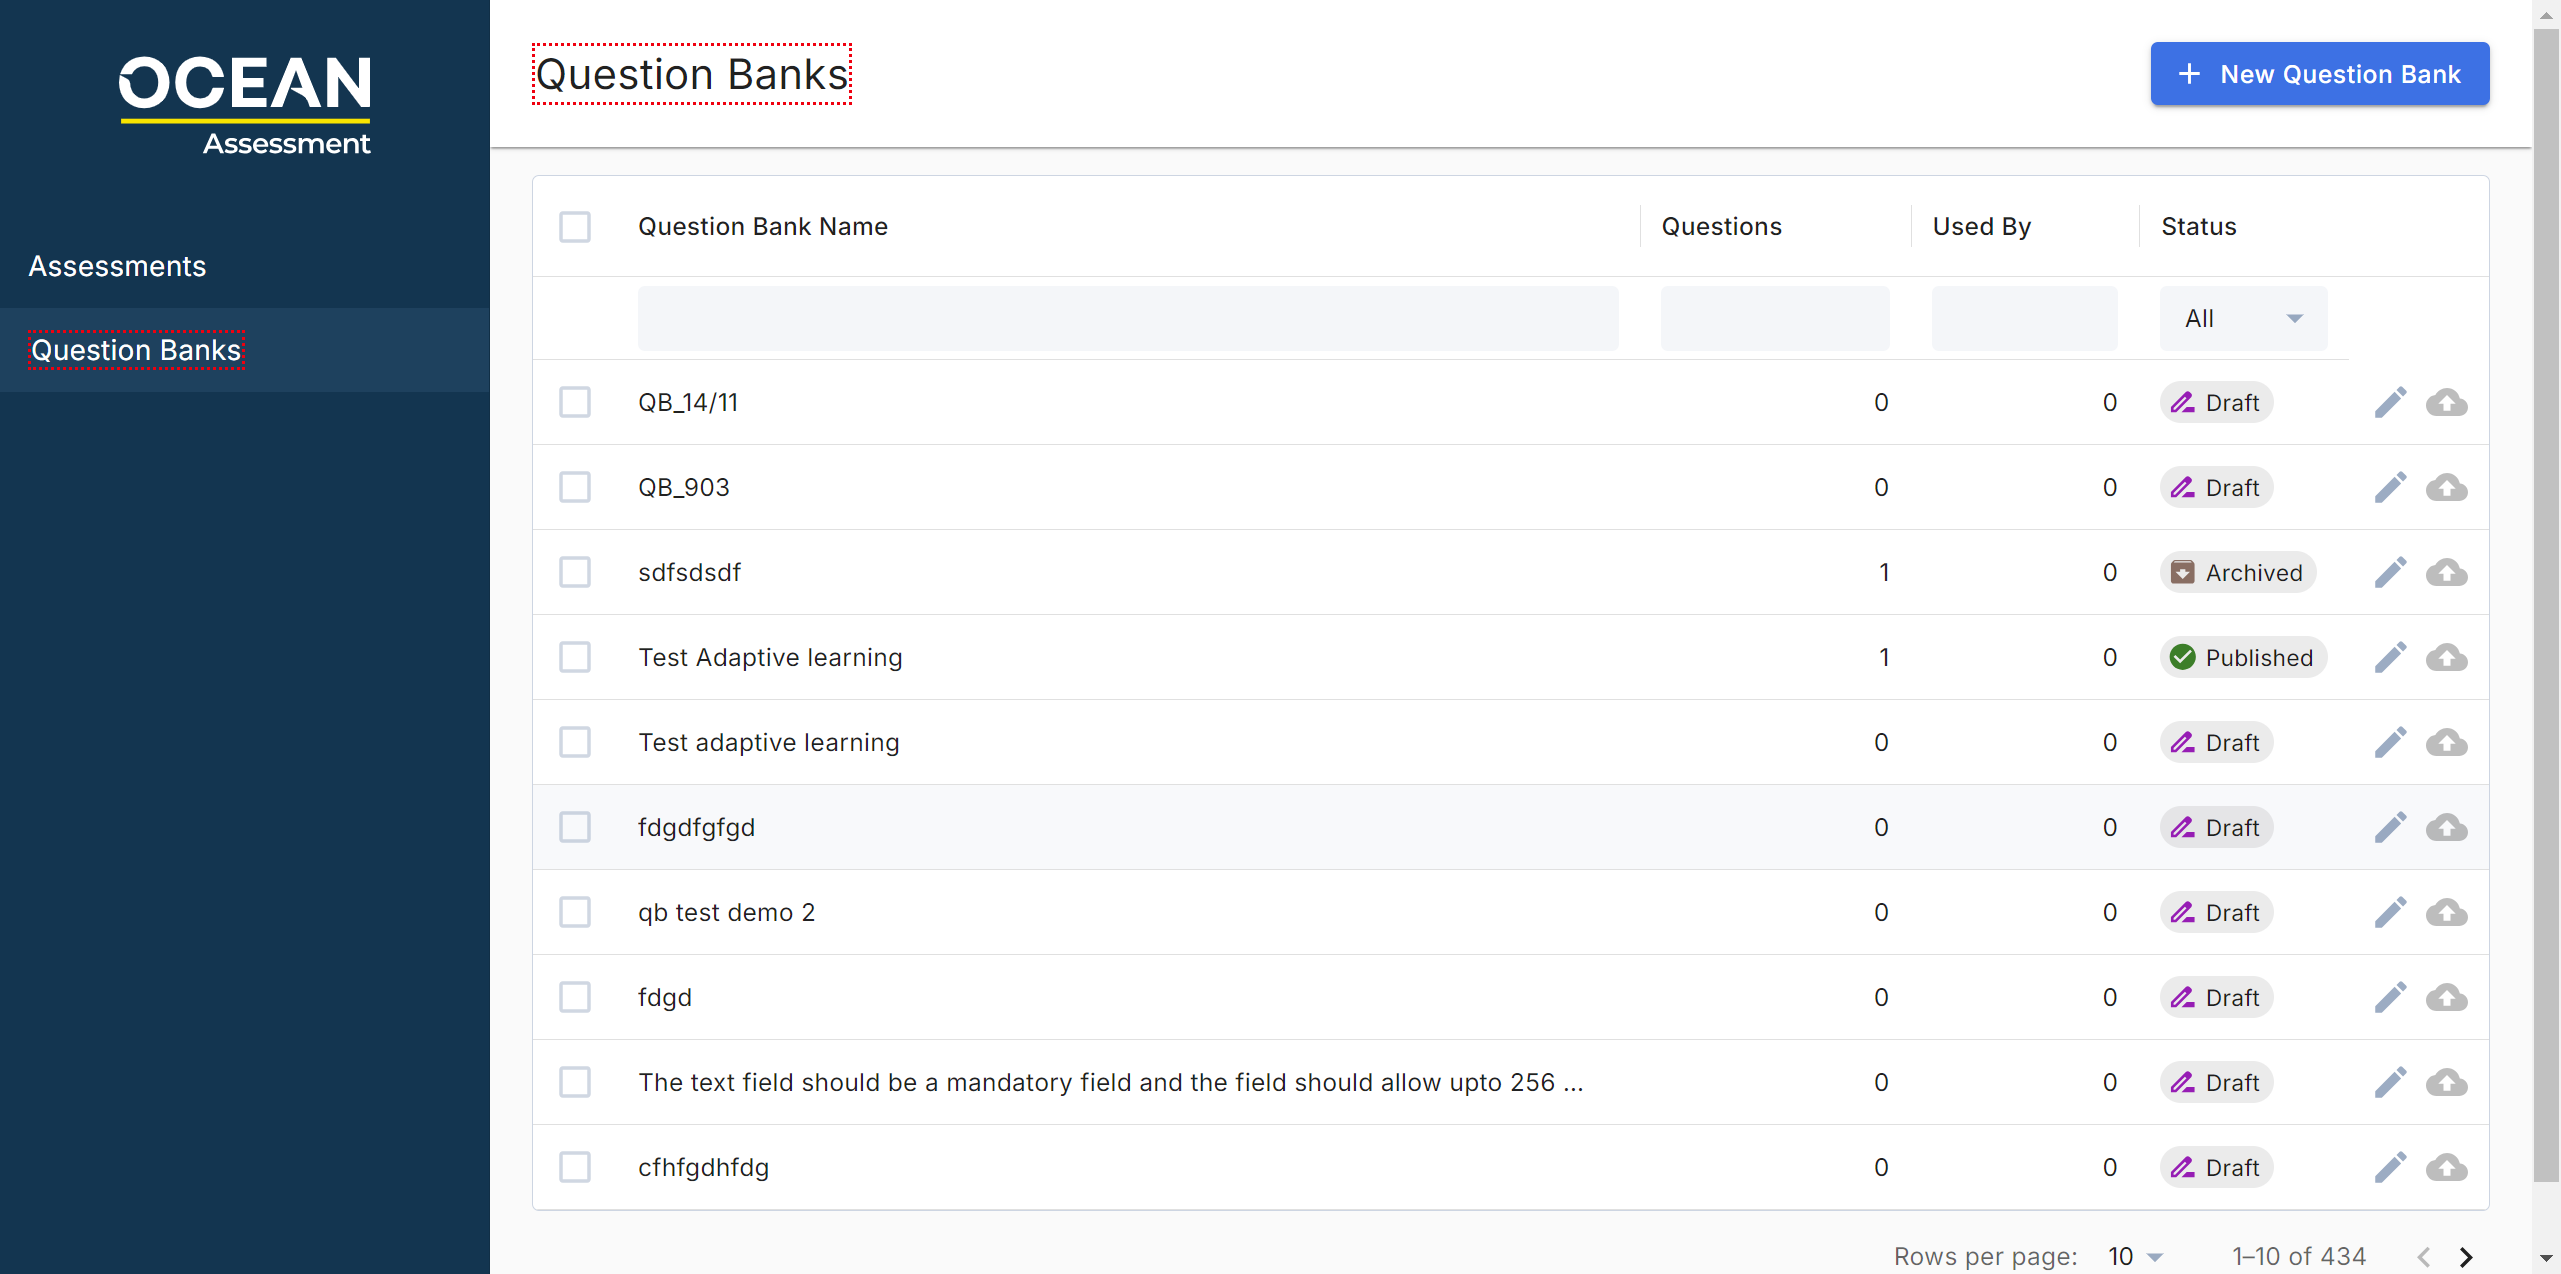 OCEAN
Assessment
Assessments
Question Banks
Question Banks
New Question Bank
Question Bank Name Questions Used By Status
All
QB_14/11 0 0 Draft
QB_903 0 0 Draft
sdfsdsdf 1 0 Archived
Test Adaptive learning 1 0 Published
Test adaptive learning 0 0 Draft
fdgdfgfgd 0 0 Draft
qb test demo 2 0 0 Draft
fdgd 0 0 Draft
The text field should be a mandatory field and the field should allow upto 256 ... 0 0 Draft
cfhfgdhfdg 0 0 Draft
Rows per page: 10 1–10 of 434